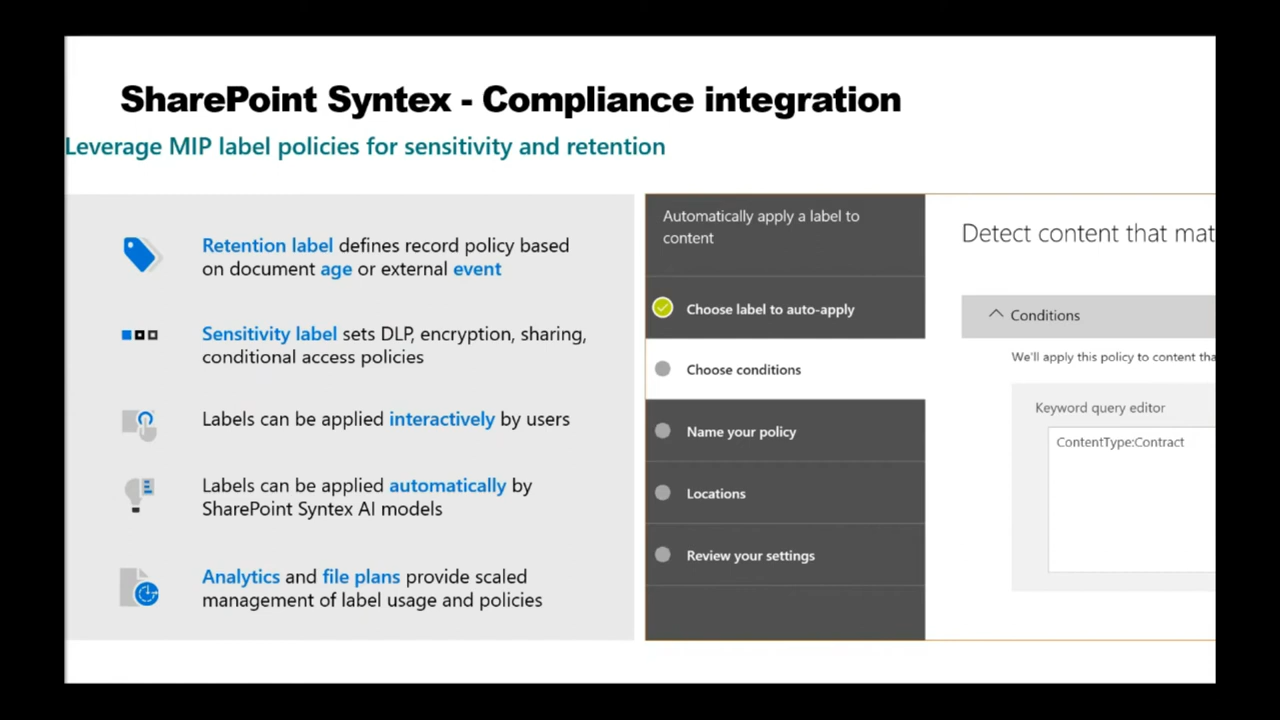 SharePoint Syntex - Compliance integration
Leverage MIP label policies for sensitivity and retention
Retention label defines record policy based
on document age or external event
Sensitivity label sets DLP, encryption, sharing,
conditional access policies
Labels can be applied interactively by users
Labels can be applied automatically by
SharePoint Syntex AI models
Analytics and file plans provide scaled
management of label usage and policies
Automatically apply a label to
content
Choose label to auto-apply
Choose conditions
Name your policy
Locations
Review your settings
Detect content that mat
Conditions
We'll apply this policy to content tha
Keyword query editor
ContentType:Contract